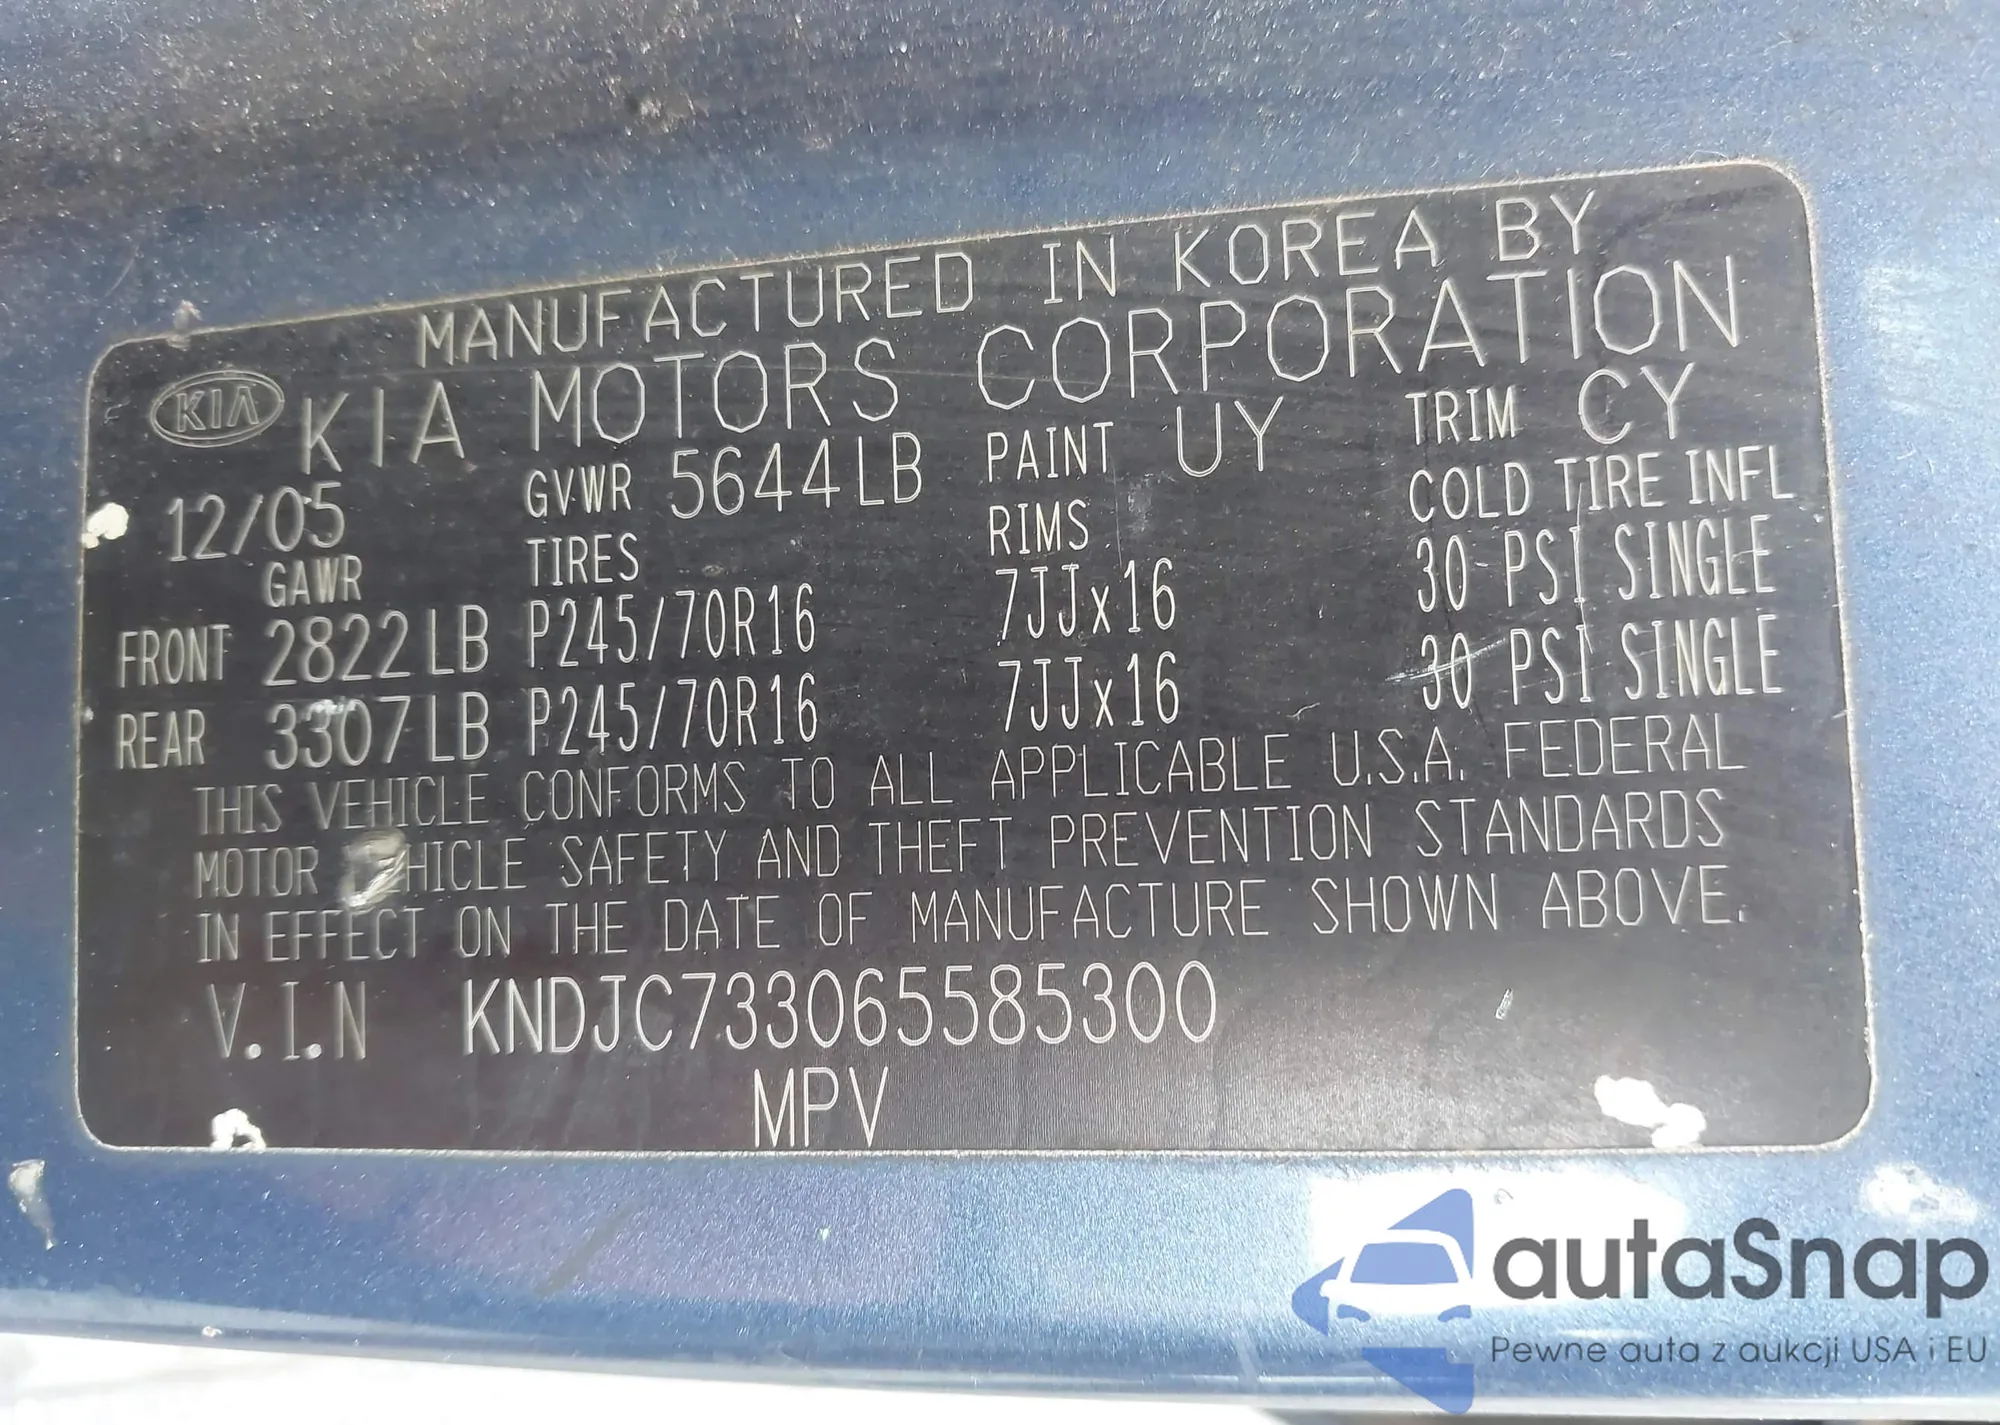 MANUFACTURED IN KOREA BY
KIA KIA MOTORS CORPORATION
12/05 GVWR 5644LB PAINT UY TRIM CY
GAWR TIRES RIMS COLD TIRE INFL
FRONT 2822LB P245/70R16 7JJx16 30 PSI SINGLE
REAR 3307LB P245/70R16 7JJx16 30 PSI SINGLE
THIS VEHICLE CONFORMS TO ALL APPLICABLE U.S.A. FEDERAL
MOTOR VEHICLE SAFETY AND THEFT PREVENTION STANDARDS
IN EFFECT ON THE DATE OF MANUFACTURE SHOWN ABOVE.
V.I.N KNDJC733065585300
MPV
autaSnap
Pewne auta z aukcji USA i EU